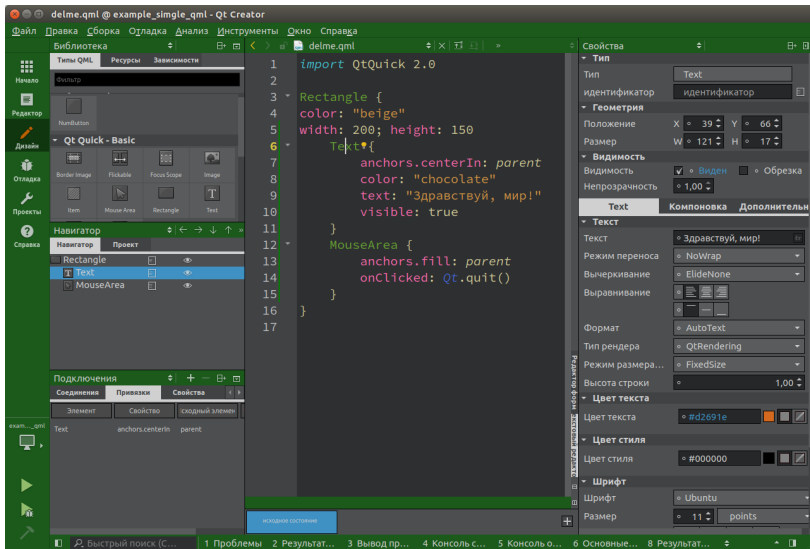 delme.qml @ example_simgle_qml - Qt Creator
Файл Правка Сборка Отладка Анализ Инструменты Окно Справка
Библиотека
Типы QML Ресурсы Зависимости
Фильтр
NumButton
Qt Quick - Basic
Border Image Flickable Focus Scope Image
Item Mouse Area Rectangle Text
Начало
Редактор
Дизайн
Отладка
Проекты
Справка
Навигатор
Навигатор Проект
Rectangle
Text
MouseArea
Подключения
Соединения Привязки Свойства
Элемент Свойство сходный элемен
Text anchors.centerIn parent
exam..._qml
delme.qml
1 import QtQuick 2.0
2
3 Rectangle {
4 color: "beige"
5 width: 200; height: 150
6 Text {
7 anchors.centerIn: parent
8 color: "chocolate"
9 text: "Здравствуй, мир!"
10 visible: true
11 }
12 MouseArea {
13 anchors.fill: parent
14 onClicked: Qt.quit()
15 }
16 }
17
Редактор форм
исходное состояние
Свойства
Тип
Тип Text
идентификатор идентификатор
Геометрия
Положение X 39 Y 66
Размер W 121 H 17
Видимость
Видимость Виден Обрезка
Непрозрачность 1,00
Text Компоновка Дополнительн
Текст
Текст Здравствуй, мир!
Режим переноса NoWrap
Вычеркивание ElideNone
Выравнивание
Формат AutoText
Тип рендера QtRendering
Режим размера... FixedSize
Высота строки 1,00
Цвет текста
Цвет текста #d2691e
Цвет стиля
Цвет стиля #000000
Шрифт
Шрифт Ubuntu
Размер 11 points
Быстрый поиск (C... 1 Проблемы 2 Результат... 3 Вывод пр... 4 Консоль с... 5 Консоль о... 6 Основные... 8 Результ...